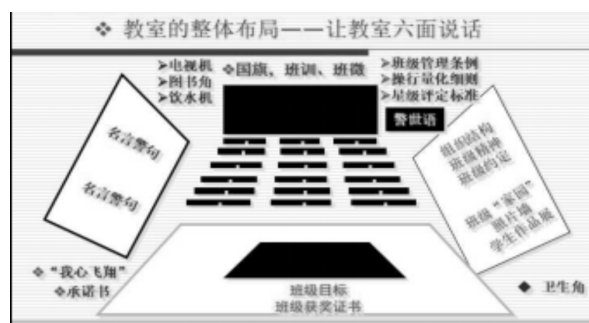 ❖ 教室的整体布局——让教室六面说话
➢电视机
➢图书角
➢饮水机
❖国旗、班训、班徽
➢班级管理条例
➢操行量化细则
➢星级评定标准
警世语
名言警句
名言警句
组织结构
班级精神
班级约定
班级“家园”
照片墙
学生作品展
❖ “我心飞翔”
❖承诺书
班级目标
班级获奖证书
◆ 卫生角